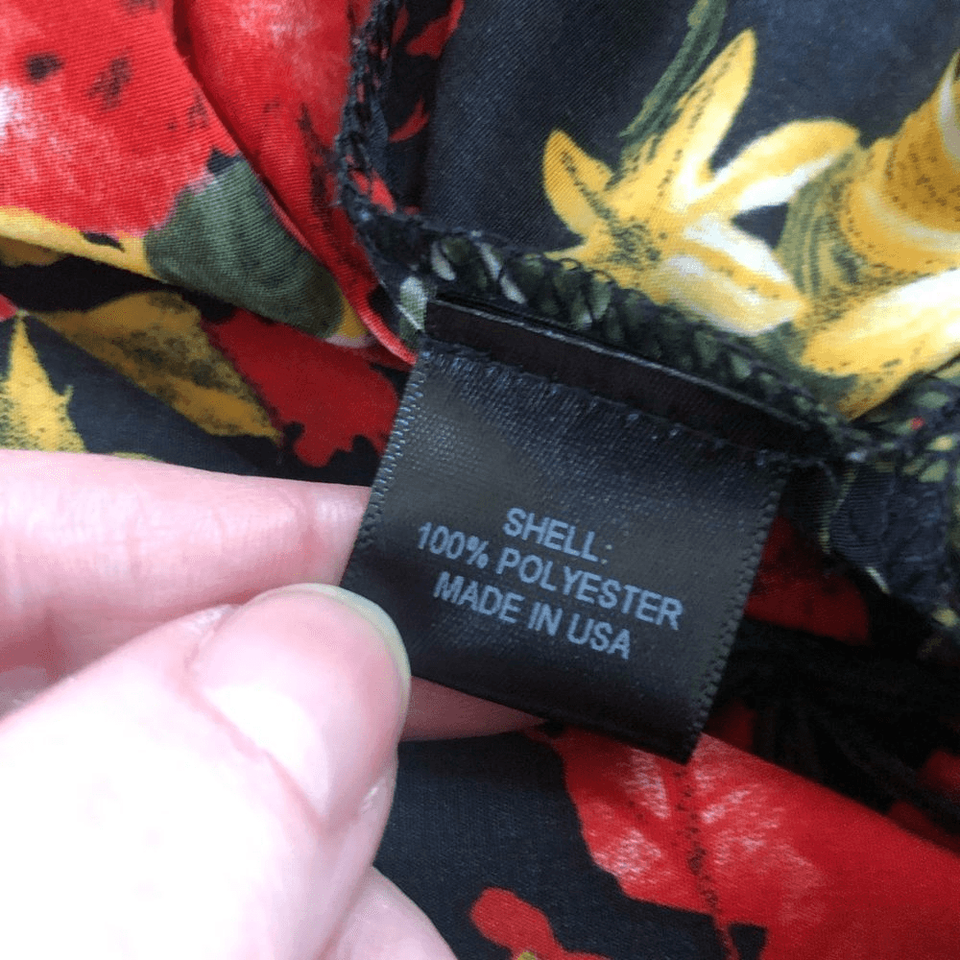 SHELL:
100% POLYESTER
MADE IN USA